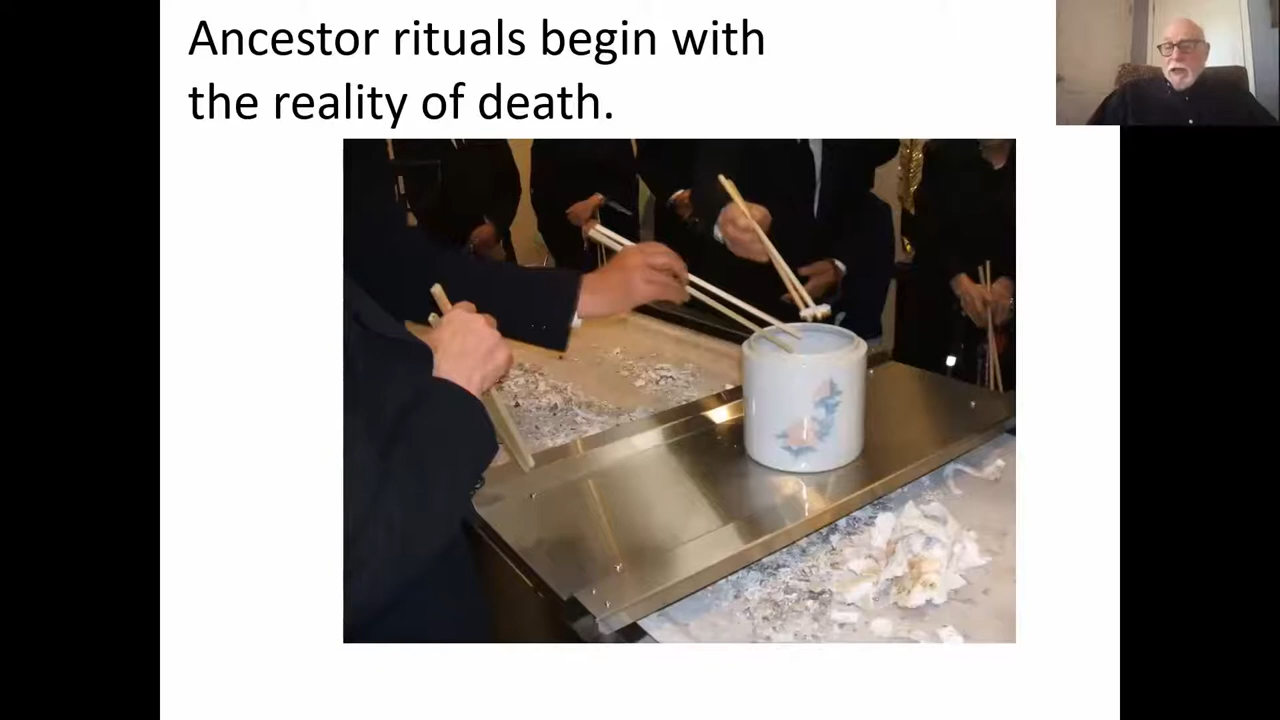 Ancestor rituals begin with
the reality of death.